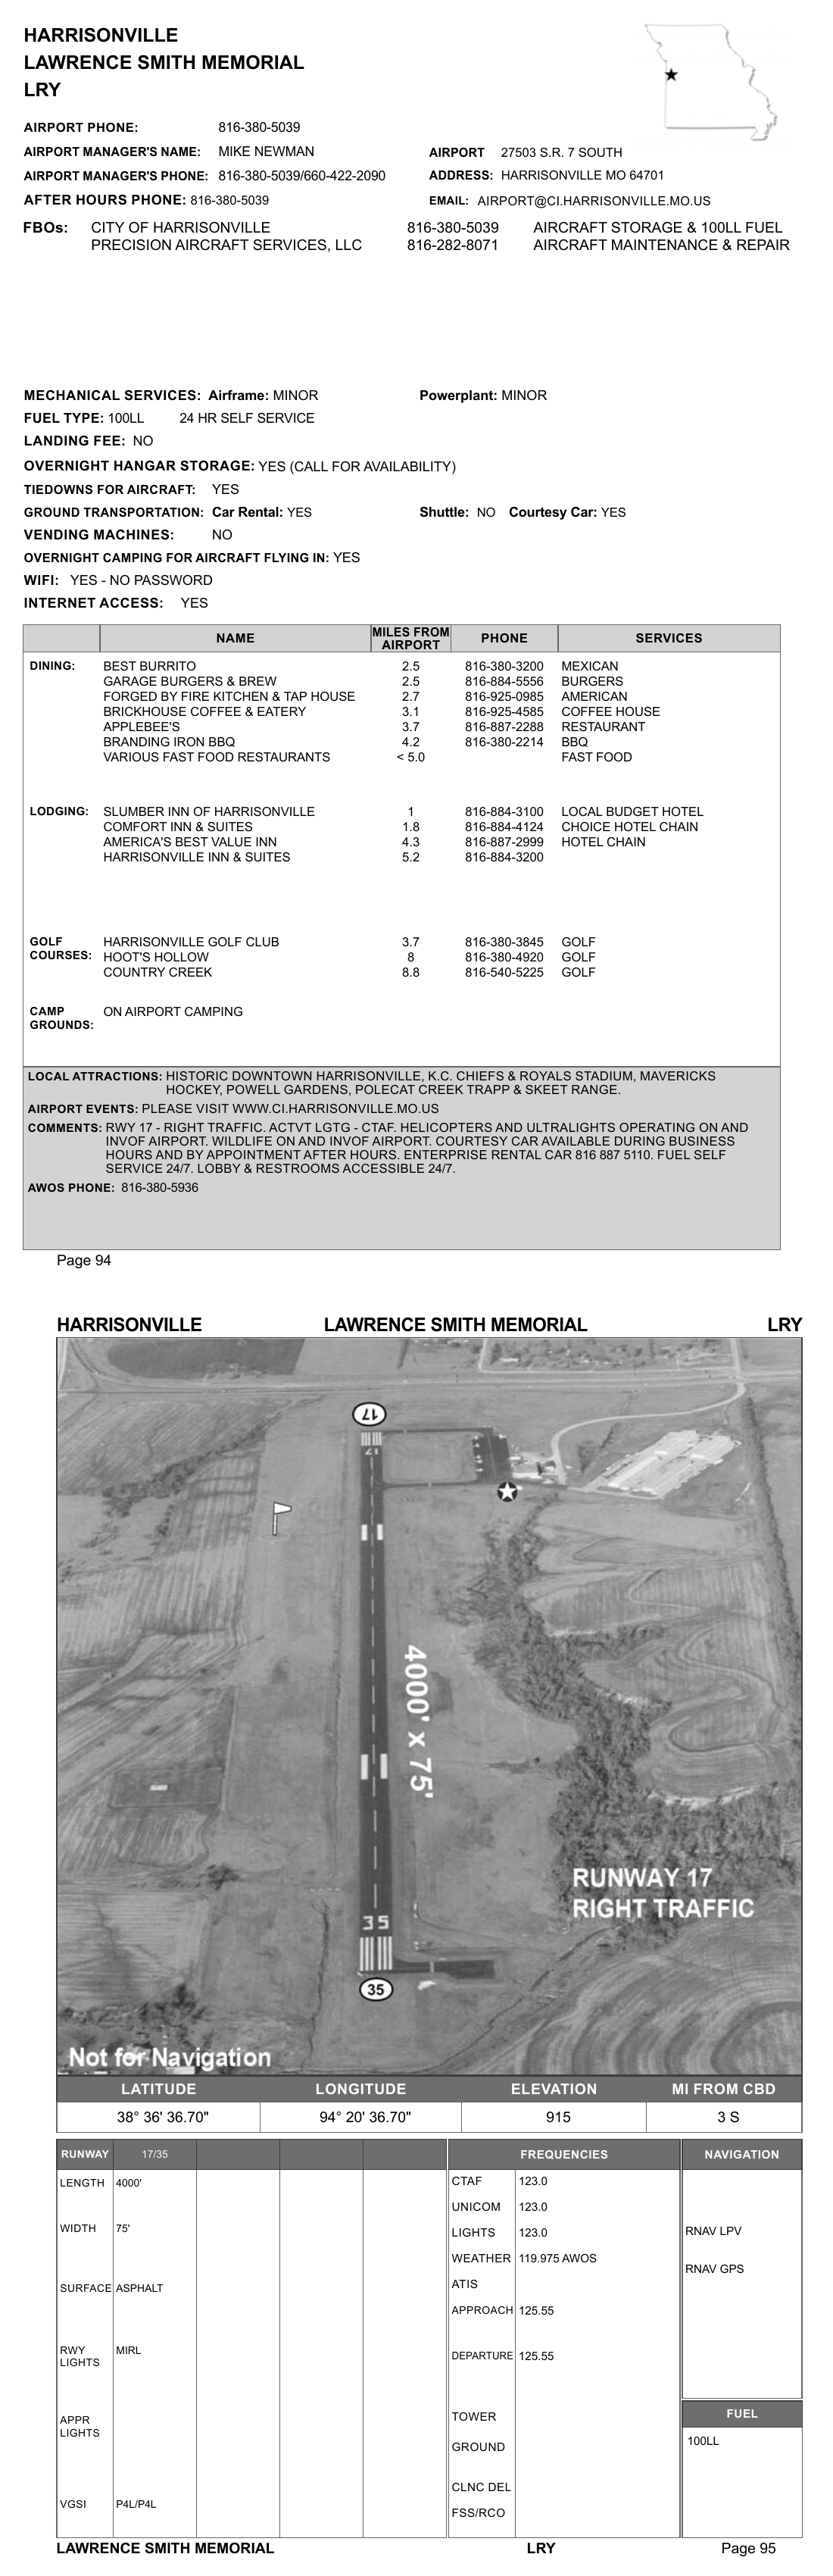 HARRISONVILLE
LAWRENCE SMITH MEMORIAL
LRY
AIRPORT PHONE: 816-380-5039
AIRPORT MANAGER'S NAME: MIKE NEWMAN
AIRPORT MANAGER'S PHONE: 816-380-5039/660-422-2090
AFTER HOURS PHONE: 816-380-5039
AIRPORT 27503 S.R. 7 SOUTH
ADDRESS: HARRISONVILLE MO 64701
EMAIL: AIRPORT@CI.HARRISONVILLE.MO.US
FBOs: CITY OF HARRISONVILLE 816-380-5039 AIRCRAFT STORAGE & 100LL FUEL
PRECISION AIRCRAFT SERVICES, LLC 816-282-8071 AIRCRAFT MAINTENANCE & REPAIR
MECHANICAL SERVICES: Airframe: MINOR Powerplant: MINOR
FUEL TYPE: 100LL 24 HR SELF SERVICE
LANDING FEE: NO
OVERNIGHT HANGAR STORAGE: YES (CALL FOR AVAILABILITY)
TIEDOWNS FOR AIRCRAFT: YES
GROUND TRANSPORTATION: Car Rental: YES Shuttle: NO Courtesy Car: YES
VENDING MACHINES: NO
OVERNIGHT CAMPING FOR AIRCRAFT FLYING IN: YES
WIFI: YES - NO PASSWORD
INTERNET ACCESS: YES
NAME MILES FROM AIRPORT PHONE SERVICES
DINING: BEST BURRITO 2.5 816-380-3200 MEXICAN
GARAGE BURGERS & BREW 2.5 816-884-5556 BURGERS
FORGED BY FIRE KITCHEN & TAP HOUSE 2.7 816-925-0985 AMERICAN
BRICKHOUSE COFFEE & EATERY 3.1 816-925-4585 COFFEE HOUSE
APPLEBEE'S 3.7 816-887-2288 RESTAURANT
BRANDING IRON BBQ 4.2 816-380-2214 BBQ
VARIOUS FAST FOOD RESTAURANTS < 5.0 FAST FOOD
LODGING: SLUMBER INN OF HARRISONVILLE 1 816-884-3100 LOCAL BUDGET HOTEL
COMFORT INN & SUITES 1.8 816-884-4124 CHOICE HOTEL CHAIN
AMERICA'S BEST VALUE INN 4.3 816-887-2999 HOTEL CHAIN
HARRISONVILLE INN & SUITES 5.2 816-884-3200
GOLF COURSES: HARRISONVILLE GOLF CLUB 3.7 816-380-3845 GOLF
HOOT'S HOLLOW 8 816-380-4920 GOLF
COUNTRY CREEK 8.8 816-540-5225 GOLF
CAMP GROUNDS: ON AIRPORT CAMPING
LOCAL ATTRACTIONS: HISTORIC DOWNTOWN HARRISONVILLE, K.C. CHIEFS & ROYALS STADIUM, MAVERICKS
HOCKEY, POWELL GARDENS, POLECAT CREEK TRAPP & SKEET RANGE.
AIRPORT EVENTS: PLEASE VISIT WWW.CI.HARRISONVILLE.MO.US
COMMENTS: RWY 17 - RIGHT TRAFFIC. ACTVT LGTG - CTAF. HELICOPTERS AND ULTRALIGHTS OPERATING ON AND
INVOF AIRPORT. WILDLIFE ON AND INVOF AIRPORT. COURTESY CAR AVAILABLE DURING BUSINESS
HOURS AND BY APPOINTMENT AFTER HOURS. ENTERPRISE RENTAL CAR 816 887 5110. FUEL SELF
SERVICE 24/7. LOBBY & RESTROOMS ACCESSIBLE 24/7.
AWOS PHONE: 816-380-5936
Page 94
HARRISONVILLE LAWRENCE SMITH MEMORIAL LRY
17
17
4000' x 75'
RUNWAY 17
RIGHT TRAFFIC
35
35
Not for Navigation
LATITUDE LONGITUDE ELEVATION MI FROM CBD
38° 36' 36.70" 94° 20' 36.70" 915 3 S
RUNWAY 17/35
LENGTH 4000'
WIDTH 75'
SURFACE ASPHALT
RWY LIGHTS MIRL
APPR LIGHTS
VGSI P4L/P4L
FREQUENCIES
CTAF 123.0
UNICOM 123.0
LIGHTS 123.0
WEATHER 119.975 AWOS
ATIS
APPROACH 125.55
DEPARTURE 125.55
TOWER
GROUND
CLNC DEL
FSS/RCO
NAVIGATION
RNAV LPV
RNAV GPS
FUEL
100LL
LAWRENCE SMITH MEMORIAL LRY Page 95